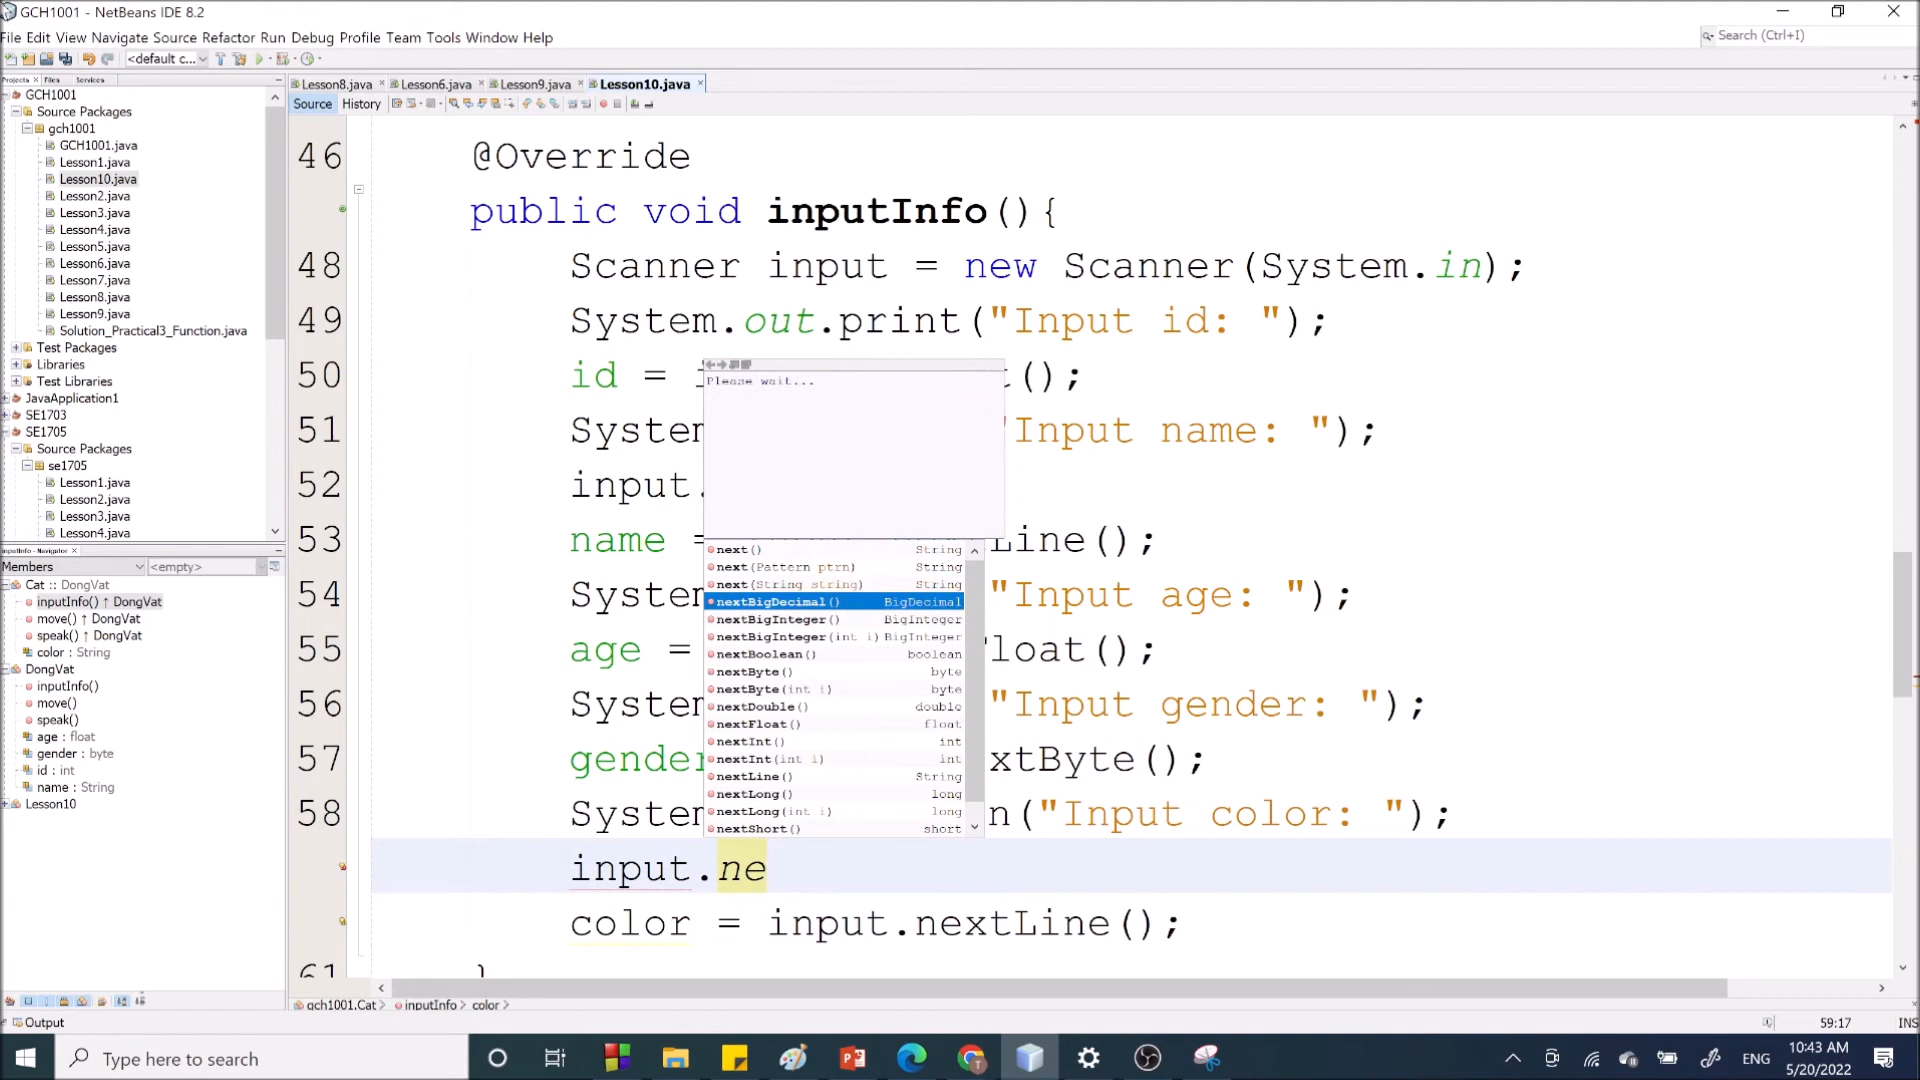 GCH1001 - NetBeans IDE 8.2
File Edit View Navigate Source Refactor Run Debug Profile Team Tools Window Help
Search (Ctrl+I)
<default c...
Projects Files Services
GCH1001
Source Packages
gch1001
GCH1001.java
Lesson1.java
Lesson10.java
Lesson2.java
Lesson3.java
Lesson4.java
Lesson5.java
Lesson6.java
Lesson7.java
Lesson8.java
Lesson9.java
Solution_Practical3_Function.java
Test Packages
Libraries
Test Libraries
JavaApplication1
SE1703
SE1705
Source Packages
se1705
Lesson1.java
Lesson2.java
Lesson3.java
Lesson4.java
inputInfo - Navigator
Members <empty>
Cat :: DongVat
inputInfo() ↑ DongVat
move() ↑ DongVat
speak() ↑ DongVat
color : String
DongVat
inputInfo()
move()
speak()
age : float
gender : byte
id : int
name : String
Lesson10
Lesson8.java Lesson6.java Lesson9.java Lesson10.java
Source History
46 @Override
public void inputInfo(){
48 Scanner input = new Scanner(System.in);
49 System.out.print("Input id: ");
50 id = t();
51 System "Input name: ");
52 input.
53 name = Line();
54 System "Input age: ");
55 age = Float();
56 System "Input gender: ");
57 gender xtByte();
58 System n("Input color: ");
input.ne
color = input.nextLine();
61 }
Please wait...
next() String
next(Pattern ptrn) String
next(String string) String
nextBigDecimal() BigDecimal
nextBigInteger() BigInteger
nextBigInteger(int i) BigInteger
nextBoolean() boolean
nextByte() byte
nextByte(int i) byte
nextDouble() double
nextFloat() float
nextInt() int
nextInt(int i) int
nextLine() String
nextLong() long
nextLong(int i) long
nextShort() short
gch1001.Cat > inputInfo > color >
Output
59:17 INS
Type here to search
ENG
10:43 AM
5/20/2022